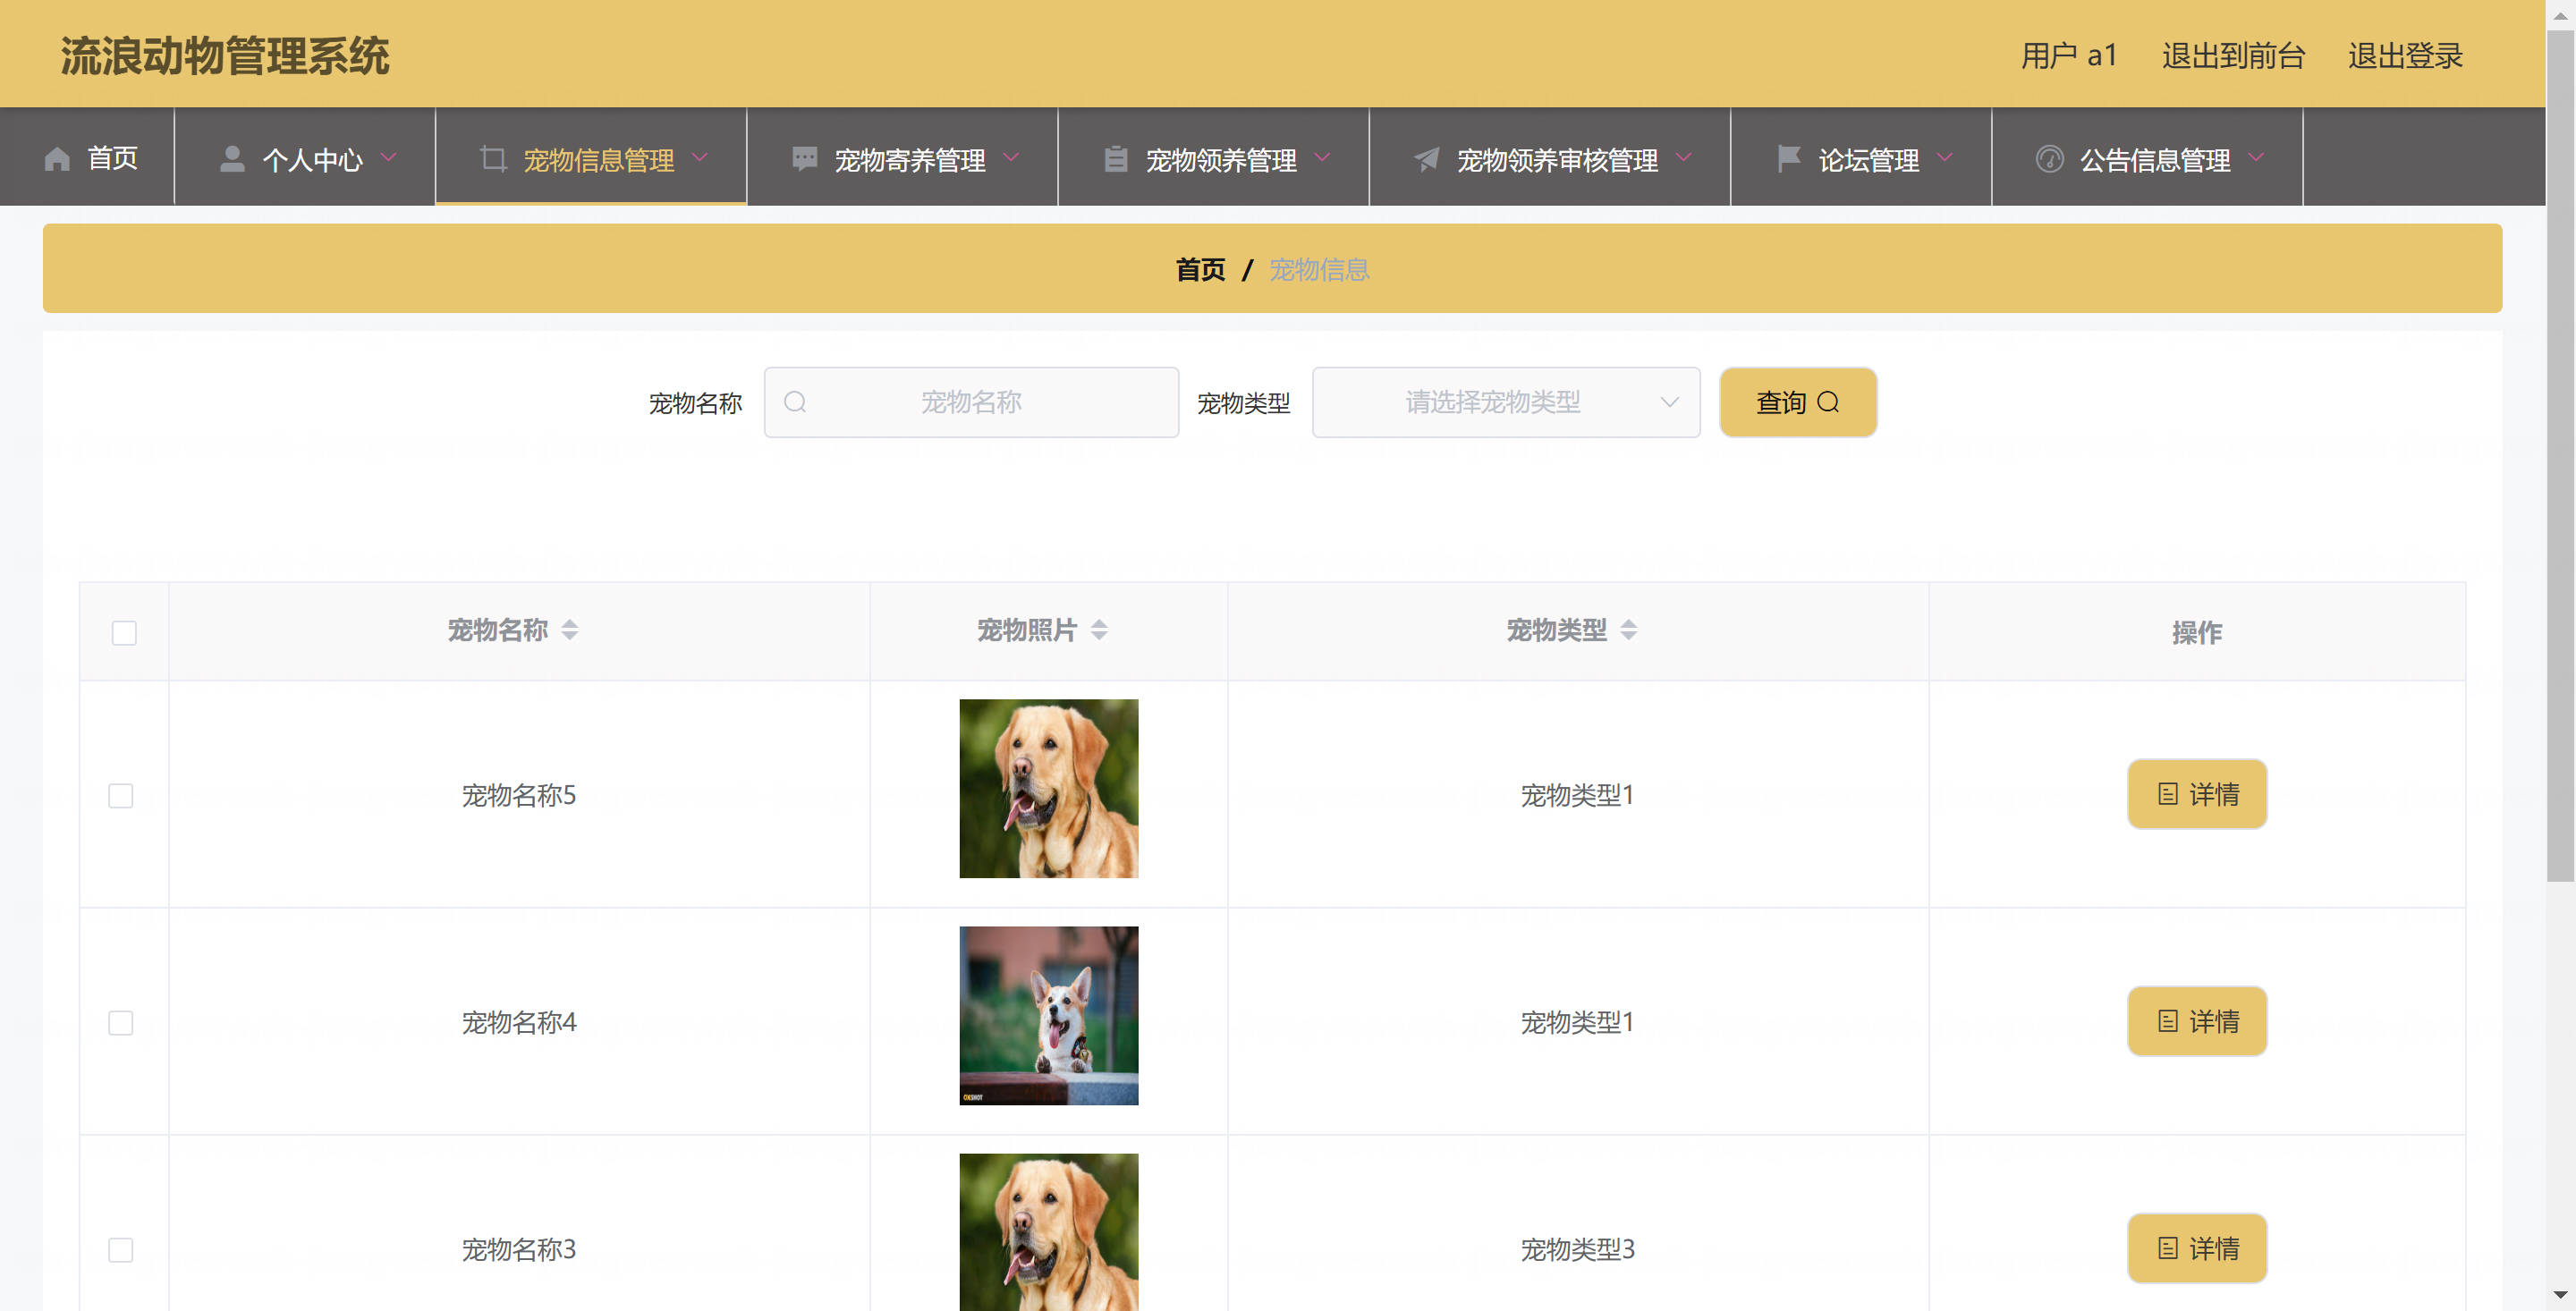 流浪动物管理系统 用户 a1 退出到前台 退出登录
首页 个人中心 宠物信息管理 宠物寄养管理 宠物领养管理 宠物领养审核管理 论坛管理 公告信息管理
首页 / 宠物信息
宠物名称 宠物名称 宠物类型 请选择宠物类型 查询
宠物名称 宠物照片 宠物类型 操作
宠物名称5 宠物类型1 详情
宠物名称4 宠物类型1 详情
OKSHOT
宠物名称3 宠物类型3 详情